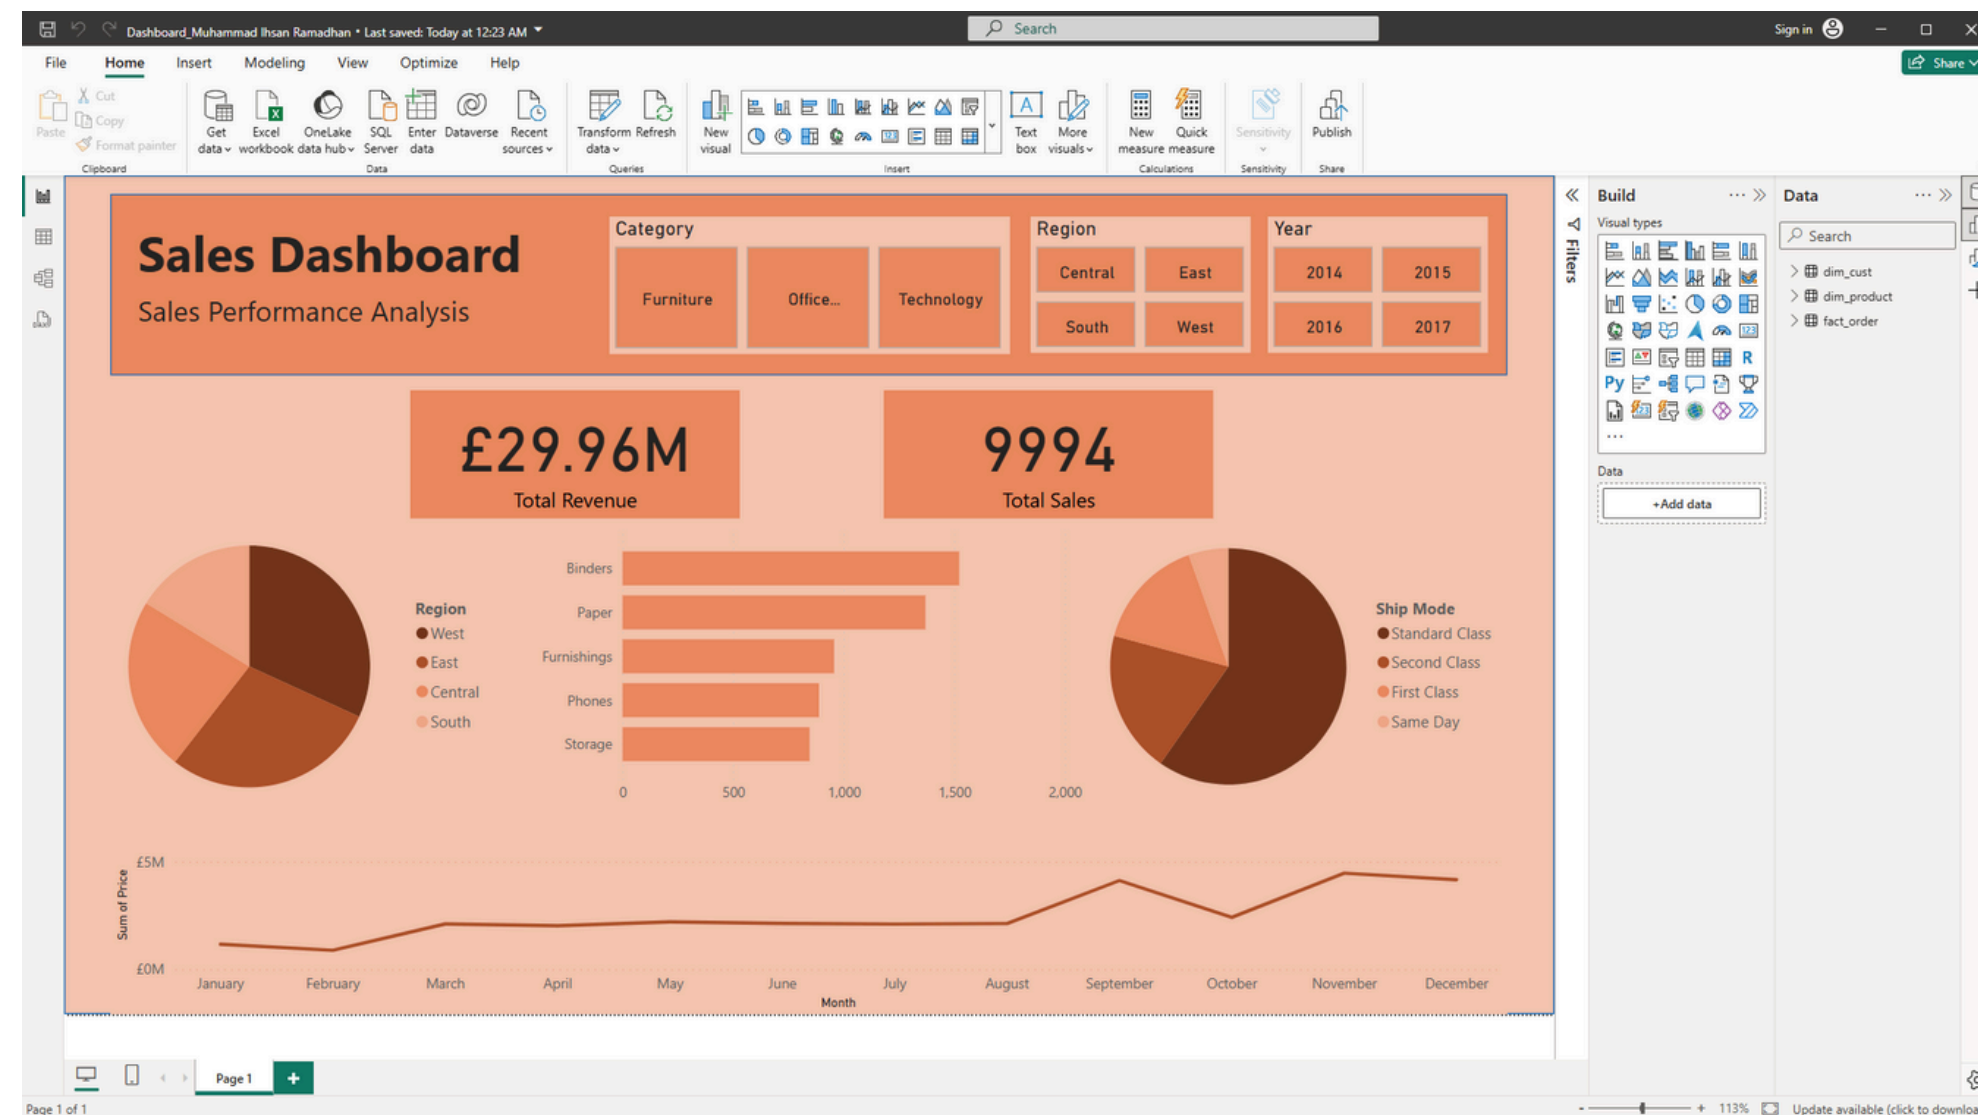 Dashboard_Muhammad Ihsan Ramadhan • Last saved: Today at 12:23 AM
Search
Sign in
File Home Insert Modeling View Optimize Help
Share
Paste
Cut
Copy
Format painter
Get data
Excel workbook
OneLake data hub
SQL Server
Enter data
Dataverse
Recent sources
Transform data
Refresh
New visual
Text box
More visuals
New measure
Quick measure
Sensitivity
Publish
Clipboard Data Queries Insert Calculations Sensitivity Share
Sales Dashboard
Sales Performance Analysis
Category
Furniture Office... Technology
Region
Central East
South West
Year
2014 2015
2016 2017
£29.96M
Total Revenue
9994
Total Sales
Region
West
East
Central
South
Binders
Paper
Furnishings
Phones
Storage
0 500 1,000 1,500 2,000
Ship Mode
Standard Class
Second Class
First Class
Same Day
£5M
Sum of Price
£0M
January February March April May June July August September October November December
Month
Filters
Build
Visual types
123
R
Py
...
Data
+Add data
Data
Search
dim_cust
dim_product
fact_order
Page 1
Page 1 of 1
- + 113%
Update available (click to downloa